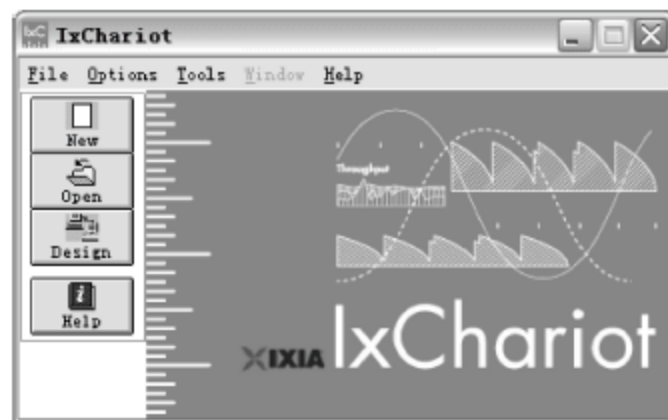 IxChariot
File Options Tools Window Help
New
Open
Design
Help
Throughput
XIXIA IxChariot